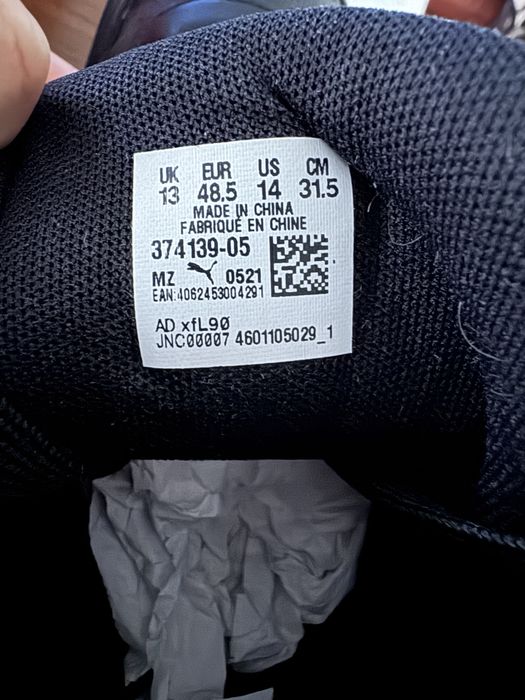 UK EUR US CM
13 48.5 14 31.5
MADE IN CHINA
FABRIQUÉ EN CHINE
374139-05
MZ 0521
EAN:4062453004291
AD xfL90
JNC00007 4601105029_1